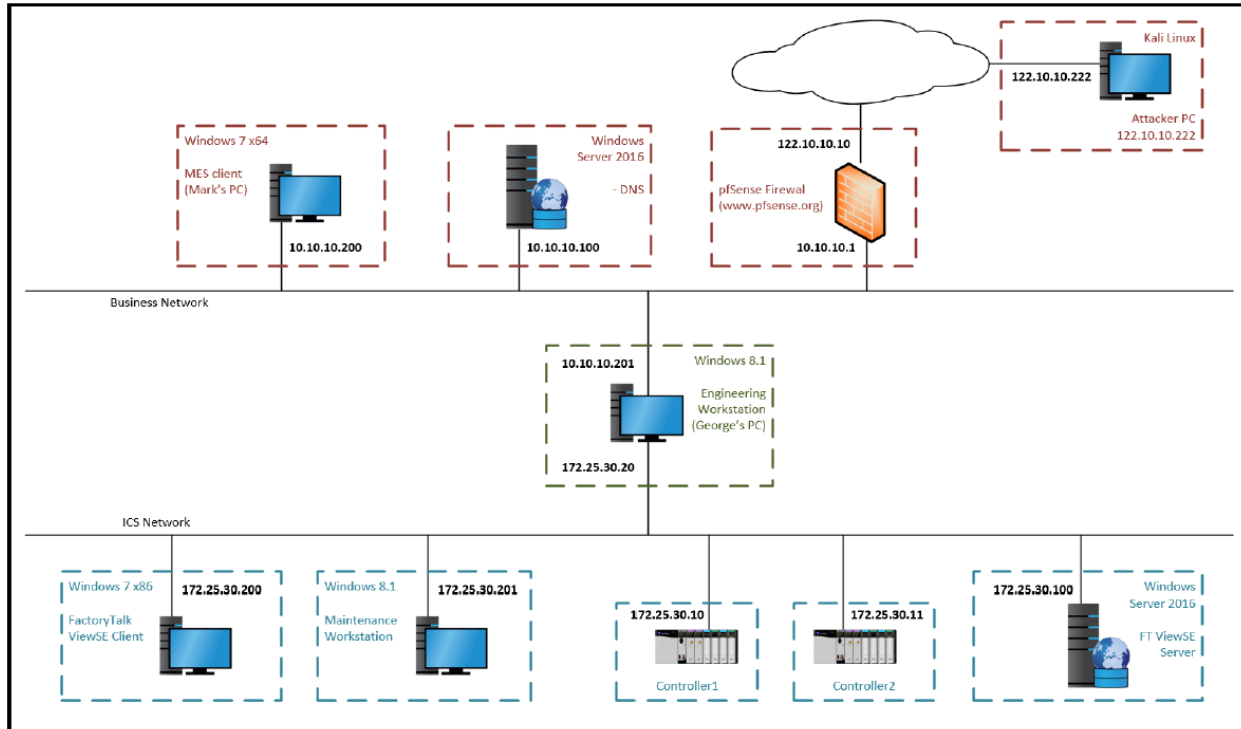 Kali Linux
122.10.10.222
Attacker PC
122.10.10.222
Windows 7 x64
MES client
(Mark's PC)
10.10.10.200
Windows
Server 2016
- DNS
10.10.10.100
122.10.10.10
pfSense Firewal
(www.pfsense.org)
10.10.10.1
Business Network
10.10.10.201
Windows 8.1
Engineering
Workstation
(George's PC)
172.25.30.20
ICS Network
Windows 7 x86
172.25.30.200
FactoryTalk
ViewSE Client
Windows 8.1
172.25.30.201
Maintenance
Workstation
172.25.30.10
Controller1
172.25.30.11
Controller2
172.25.30.100
Windows
Server 2016
FT ViewSE
Server